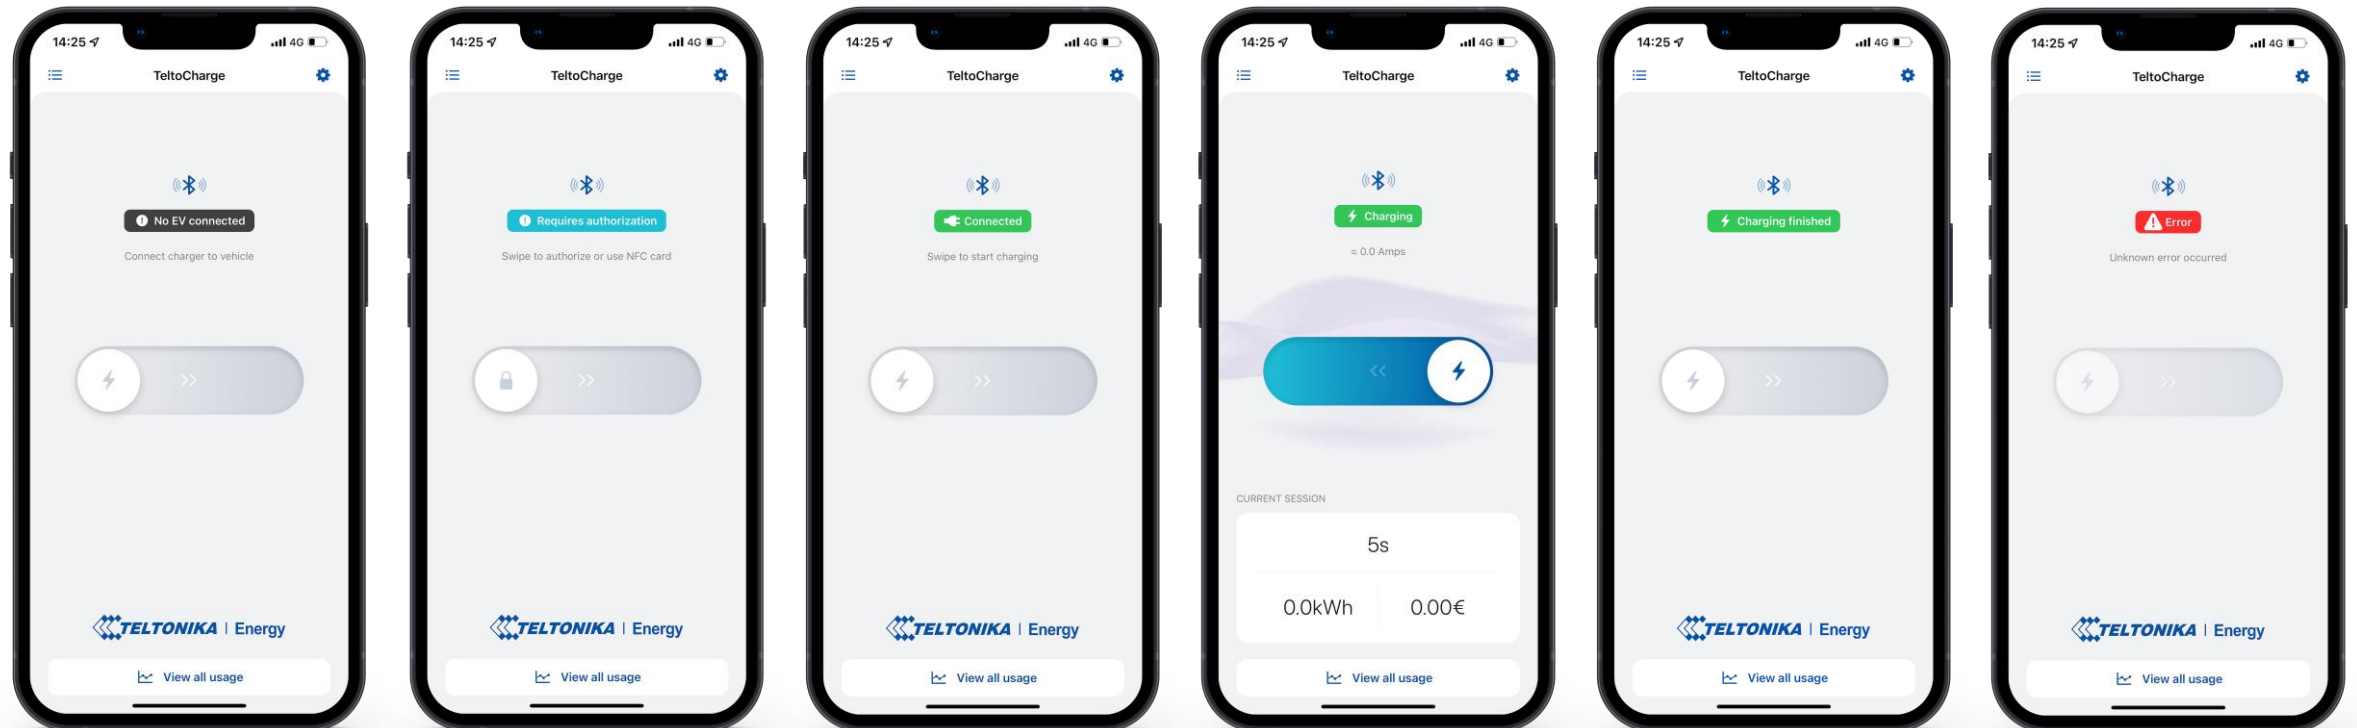 14:25 4G
TeltoCharge
No EV connected
Connect charger to vehicle
TELTONIKA | Energy
View all usage
14:25 4G
TeltoCharge
Requires authorization
Swipe to authorize or use NFC card
TELTONIKA | Energy
View all usage
14:25 4G
TeltoCharge
Connected
Swipe to start charging
TELTONIKA | Energy
View all usage
14:25 4G
TeltoCharge
Charging
≈ 0.0 Amps
CURRENT SESSION
5s
0.0kWh 0.00€
View all usage
14:25 4G
TeltoCharge
Charging finished
TELTONIKA | Energy
View all usage
14:25 4G
TeltoCharge
Error
Unknown error occurred
TELTONIKA | Energy
View all usage